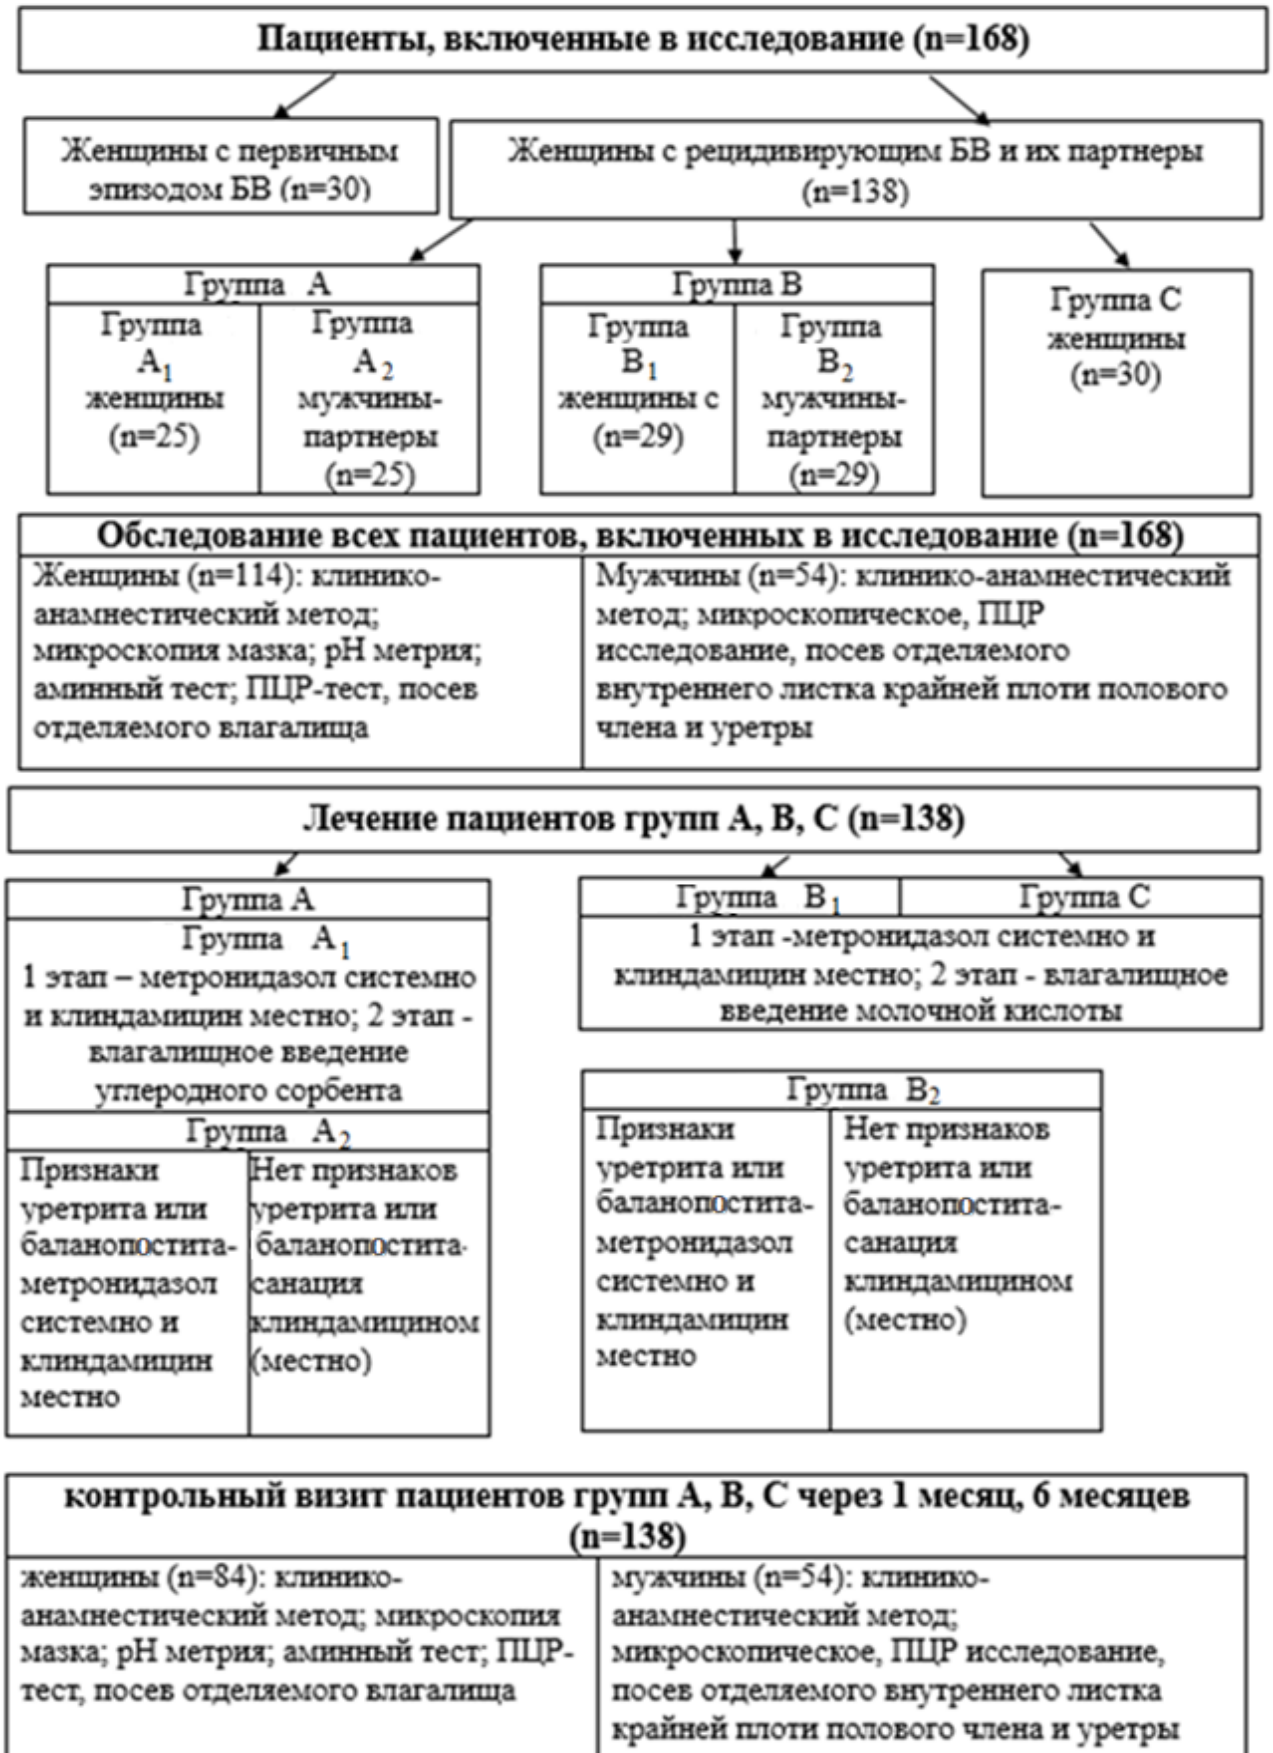 Пациенты, включенные в исследование (n=168)
Женщины с первичным
эпизодом БВ (n=30)
Женщины с рецидивирующим БВ и их партнеры
(n=138)
Группа А
Группа
А1
женщины
(n=25)
Группа
А2
мужчины-
партнеры
(n=25)
Группа В
Группа
В1
женщины с
(n=29)
Группа
В2
мужчины-
партнеры
(n=29)
Группа С
женщины
(n=30)
Обследование всех пациентов, включенных в исследование (n=168)
Женщины (n=114): клинико-
анамнестический метод;
микроскопия мазка; pH метрия;
аминный тест; ПЦР-тест, посев
отделяемого влагалища
Мужчины (n=54): клинико-анамнестический
метод; микроскопическое, ПЦР
исследование, посев отделяемого
внутреннего листка крайней плоти полового
члена и уретры
Лечение пациентов групп А, В, С (n=138)
Группа А
Группа А1
1 этап – метронидазол системно
и клиндамицин местно; 2 этап -
влагалищное введение
углеродного сорбента
Группа А2
Признаки
уретрита или
баланопостита-
метронидазол
системно и
клиндамицин
местно
Нет признаков
уретрита или
баланопостита-
санация
клиндамицином
(местно)
Группа В1
Группа С
1 этап -метронидазол системно и
клиндамицин местно; 2 этап - влагалищное
введение молочной кислоты
Группа В2
Признаки
уретрита или
баланопостита-
метронидазол
системно и
клиндамицин
местно
Нет признаков
уретрита или
баланопостита-
санация
клиндамицином
(местно)
контрольный визит пациентов групп А, В, С через 1 месяц, 6 месяцев
(n=138)
женщины (n=84): клинико-
анамнестический метод; микроскопия
мазка; pH метрия; аминный тест; ПЦР-
тест, посев отделяемого влагалища
мужчины (n=54): клинико-
анамнестический метод;
микроскопическое, ПЦР исследование,
посев отделяемого внутреннего листка
крайней плоти полового члена и уретры